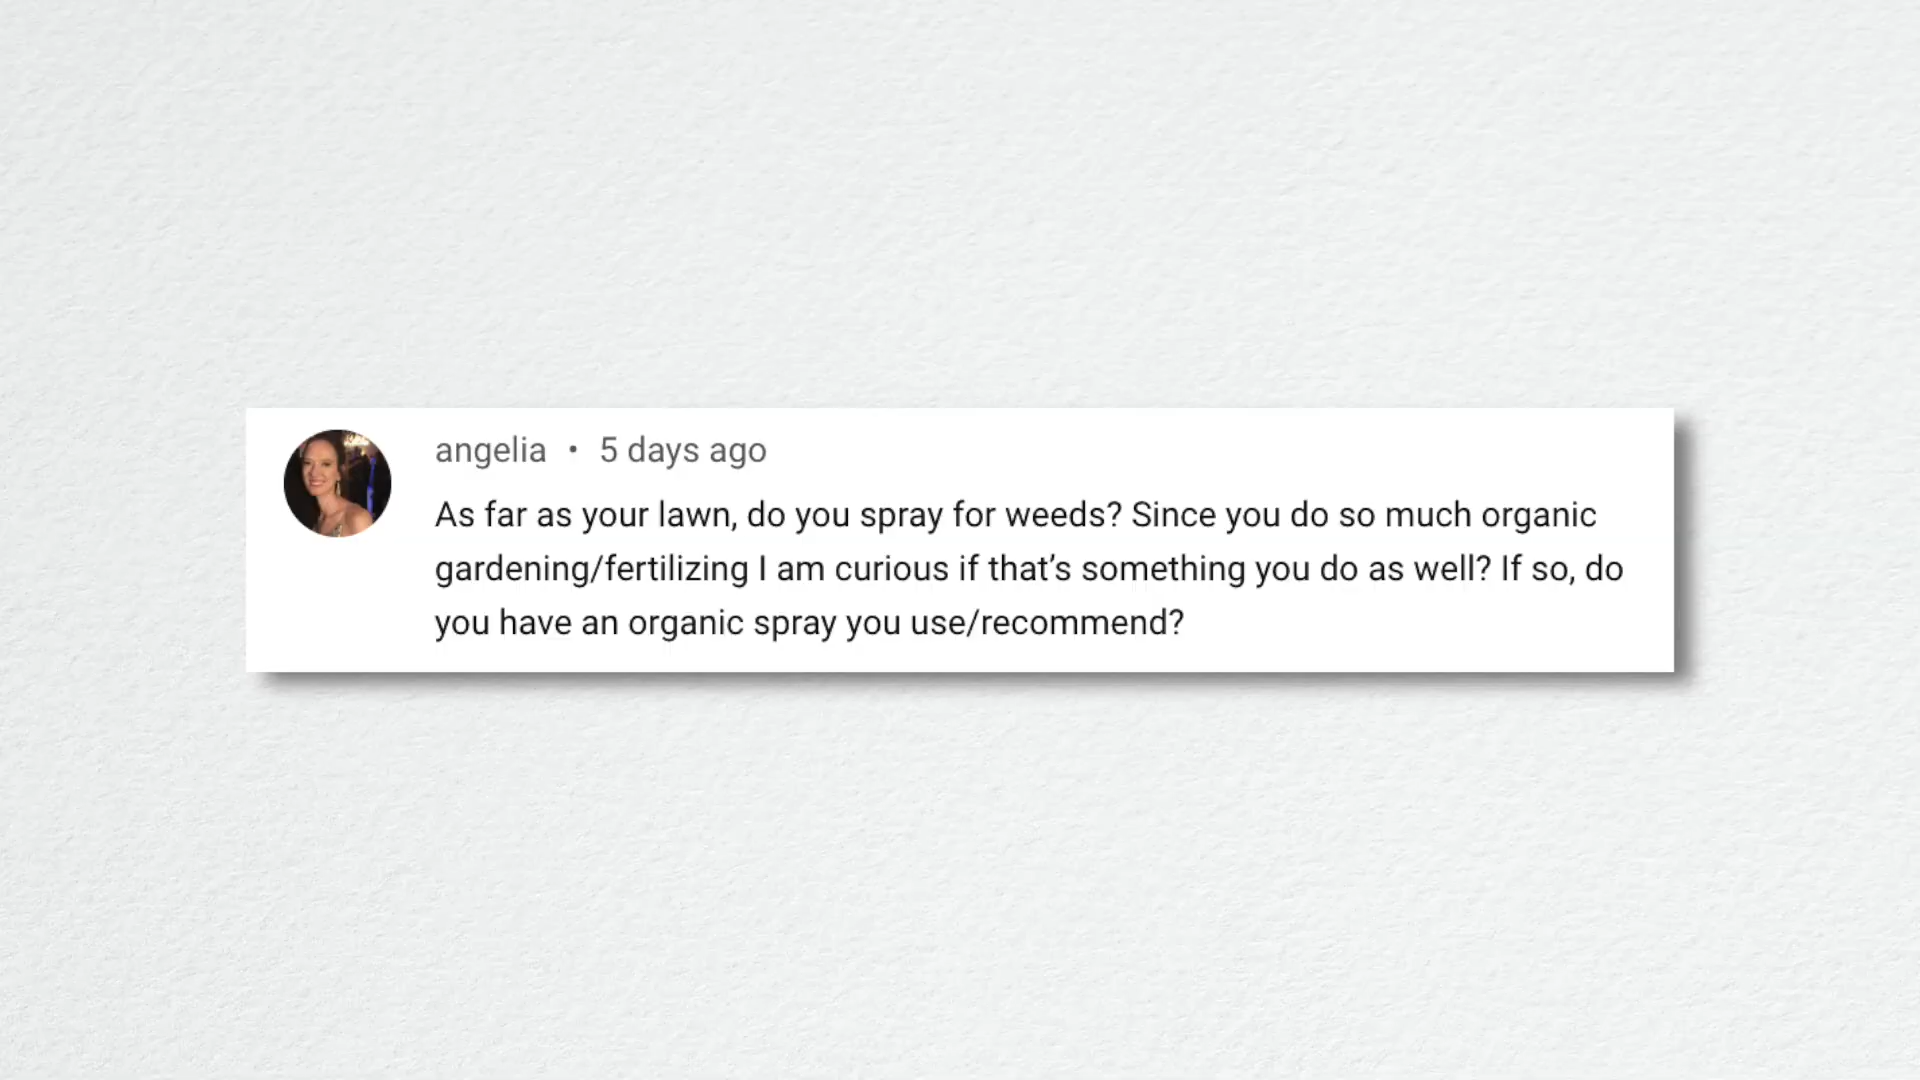 angelia • 5 days ago
As far as your lawn, do you spray for weeds? Since you do so much organic
gardening/fertilizing I am curious if that’s something you do as well? If so, do
you have an organic spray you use/recommend?